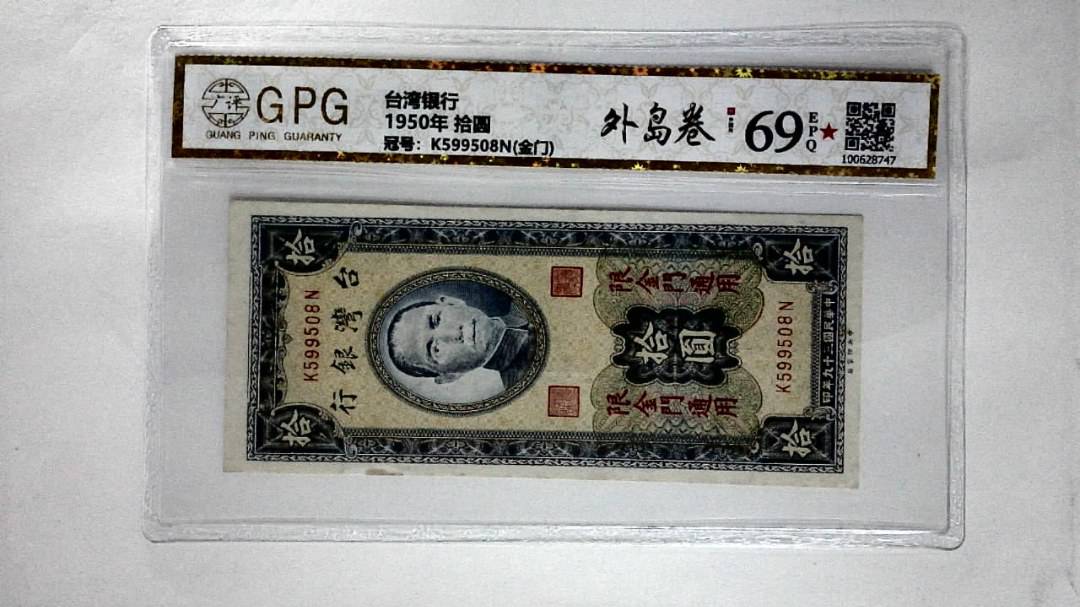 GPG
GUANG PING GUARANTY
台湾银行
1950年 拾圆
冠号：K599508N(金门)
外岛卷
69
EPQ★
100628747
拾
拾
台灣銀行
K599508N
限金門通用
拾圓
限金門通用
K599508N
中華民國三十九年印
拾
拾